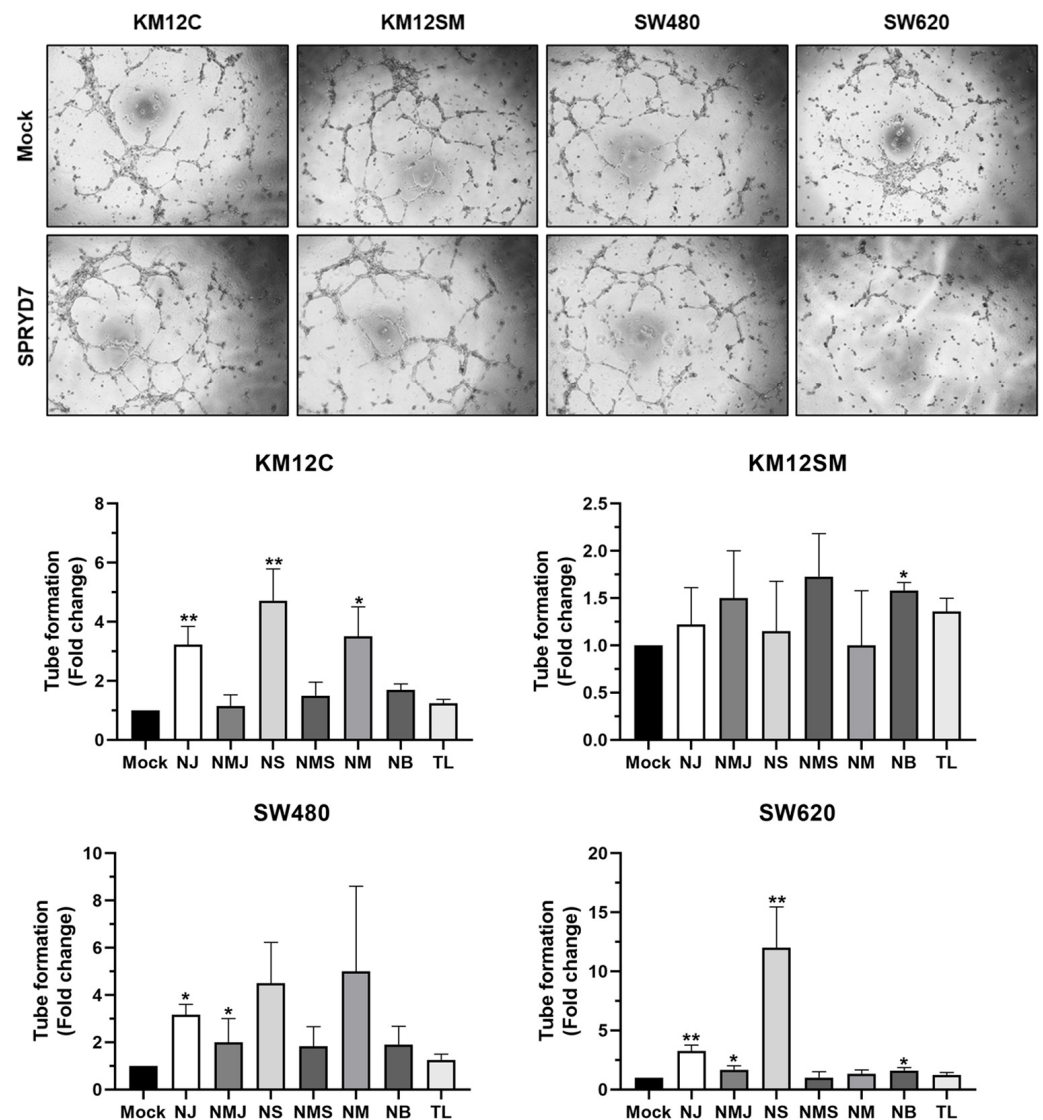 KM12C KM12SM SW480 SW620
Mock
SPRYD7
KM12C
Tube formation
(Fold change)
8
6
4
2
0
** ** *
Mock NJ NMJ NS NMS NM NB TL
KM12SM
Tube formation
(Fold change)
2.5
2.0
1.5
1.0
0.5
0.0
*
Mock NJ NMJ NS NMS NM NB TL
SW480
Tube formation
(Fold change)
10
8
6
4
2
0
* *
Mock NJ NMJ NS NMS NM NB TL
SW620
Tube formation
(Fold change)
20
15
10
5
0
** * ** *
Mock NJ NMJ NS NMS NM NB TL